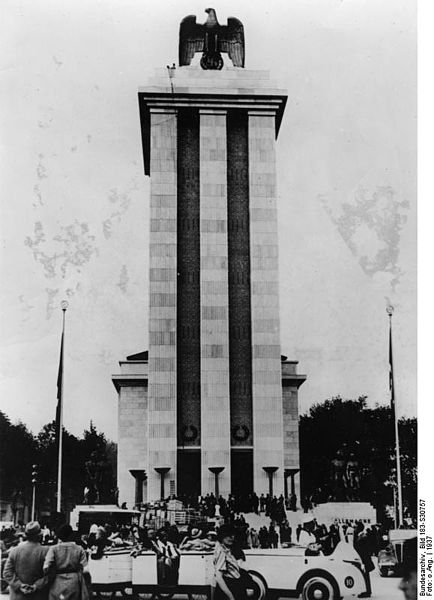 Bundesarchiv, Bild 183-S30757
Foto: o.Ang. | 1937
10